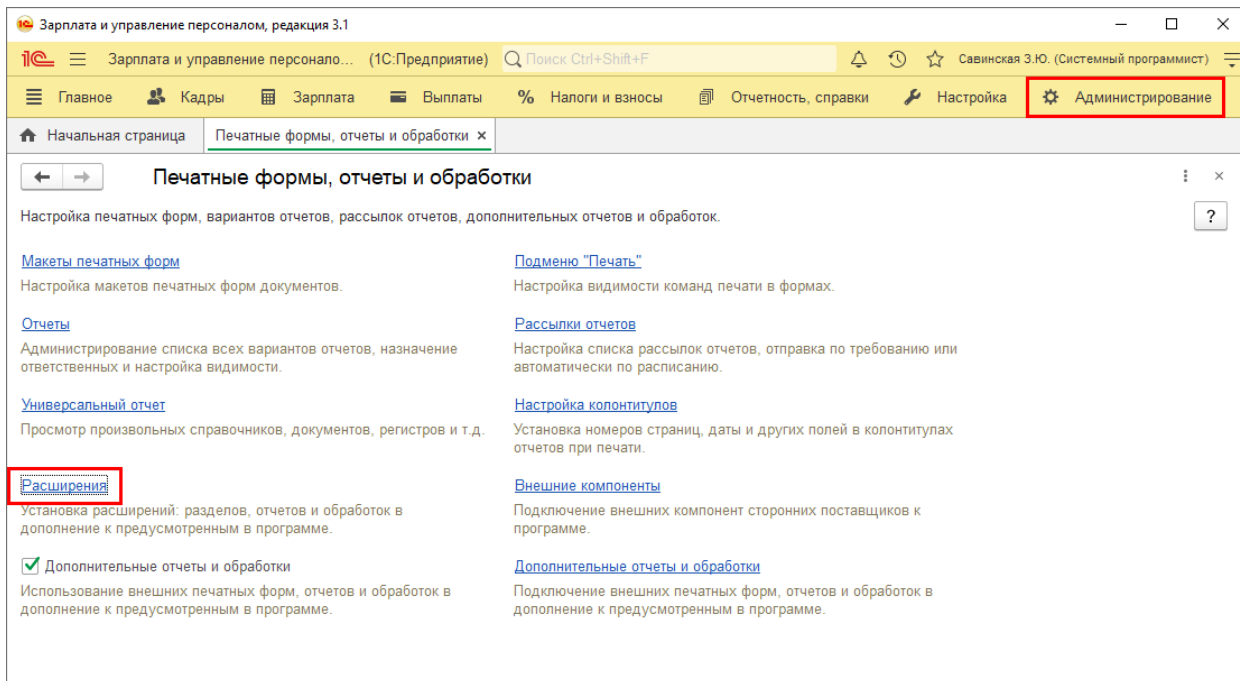 Зарплата и управление персоналом, редакция 3.1
Зарплата и управление персонало... (1С:Предприятие) Поиск Ctrl+Shift+F Савинская З.Ю. (Системный программист)
Главное Кадры Зарплата Выплаты % Налоги и взносы Отчетность, справки Настройка Администрирование
Начальная страница Печатные формы, отчеты и обработки ×
Печатные формы, отчеты и обработки
Настройка печатных форм, вариантов отчетов, рассылок отчетов, дополнительных отчетов и обработок. ?
Макеты печатных форм
Настройка макетов печатных форм документов.
Подменю "Печать"
Настройка видимости команд печати в формах.
Отчеты
Администрирование списка всех вариантов отчетов, назначение
ответственных и настройка видимости.
Рассылки отчетов
Настройка списка рассылок отчетов, отправка по требованию или
автоматически по расписанию.
Универсальный отчет
Просмотр произвольных справочников, документов, регистров и т.д.
Настройка колонтитулов
Установка номеров страниц, даты и других полей в колонтитулах
отчетов при печати.
Расширения
Установка расширений: разделов, отчетов и обработок в
дополнение к предусмотренным в программе.
Внешние компоненты
Подключение внешних компонент сторонних поставщиков к
программе.
Дополнительные отчеты и обработки
Использование внешних печатных форм, отчетов и обработок в
дополнение к предусмотренным в программе.
Дополнительные отчеты и обработки
Подключение внешних печатных форм, отчетов и обработок в
дополнение к предусмотренным в программе.